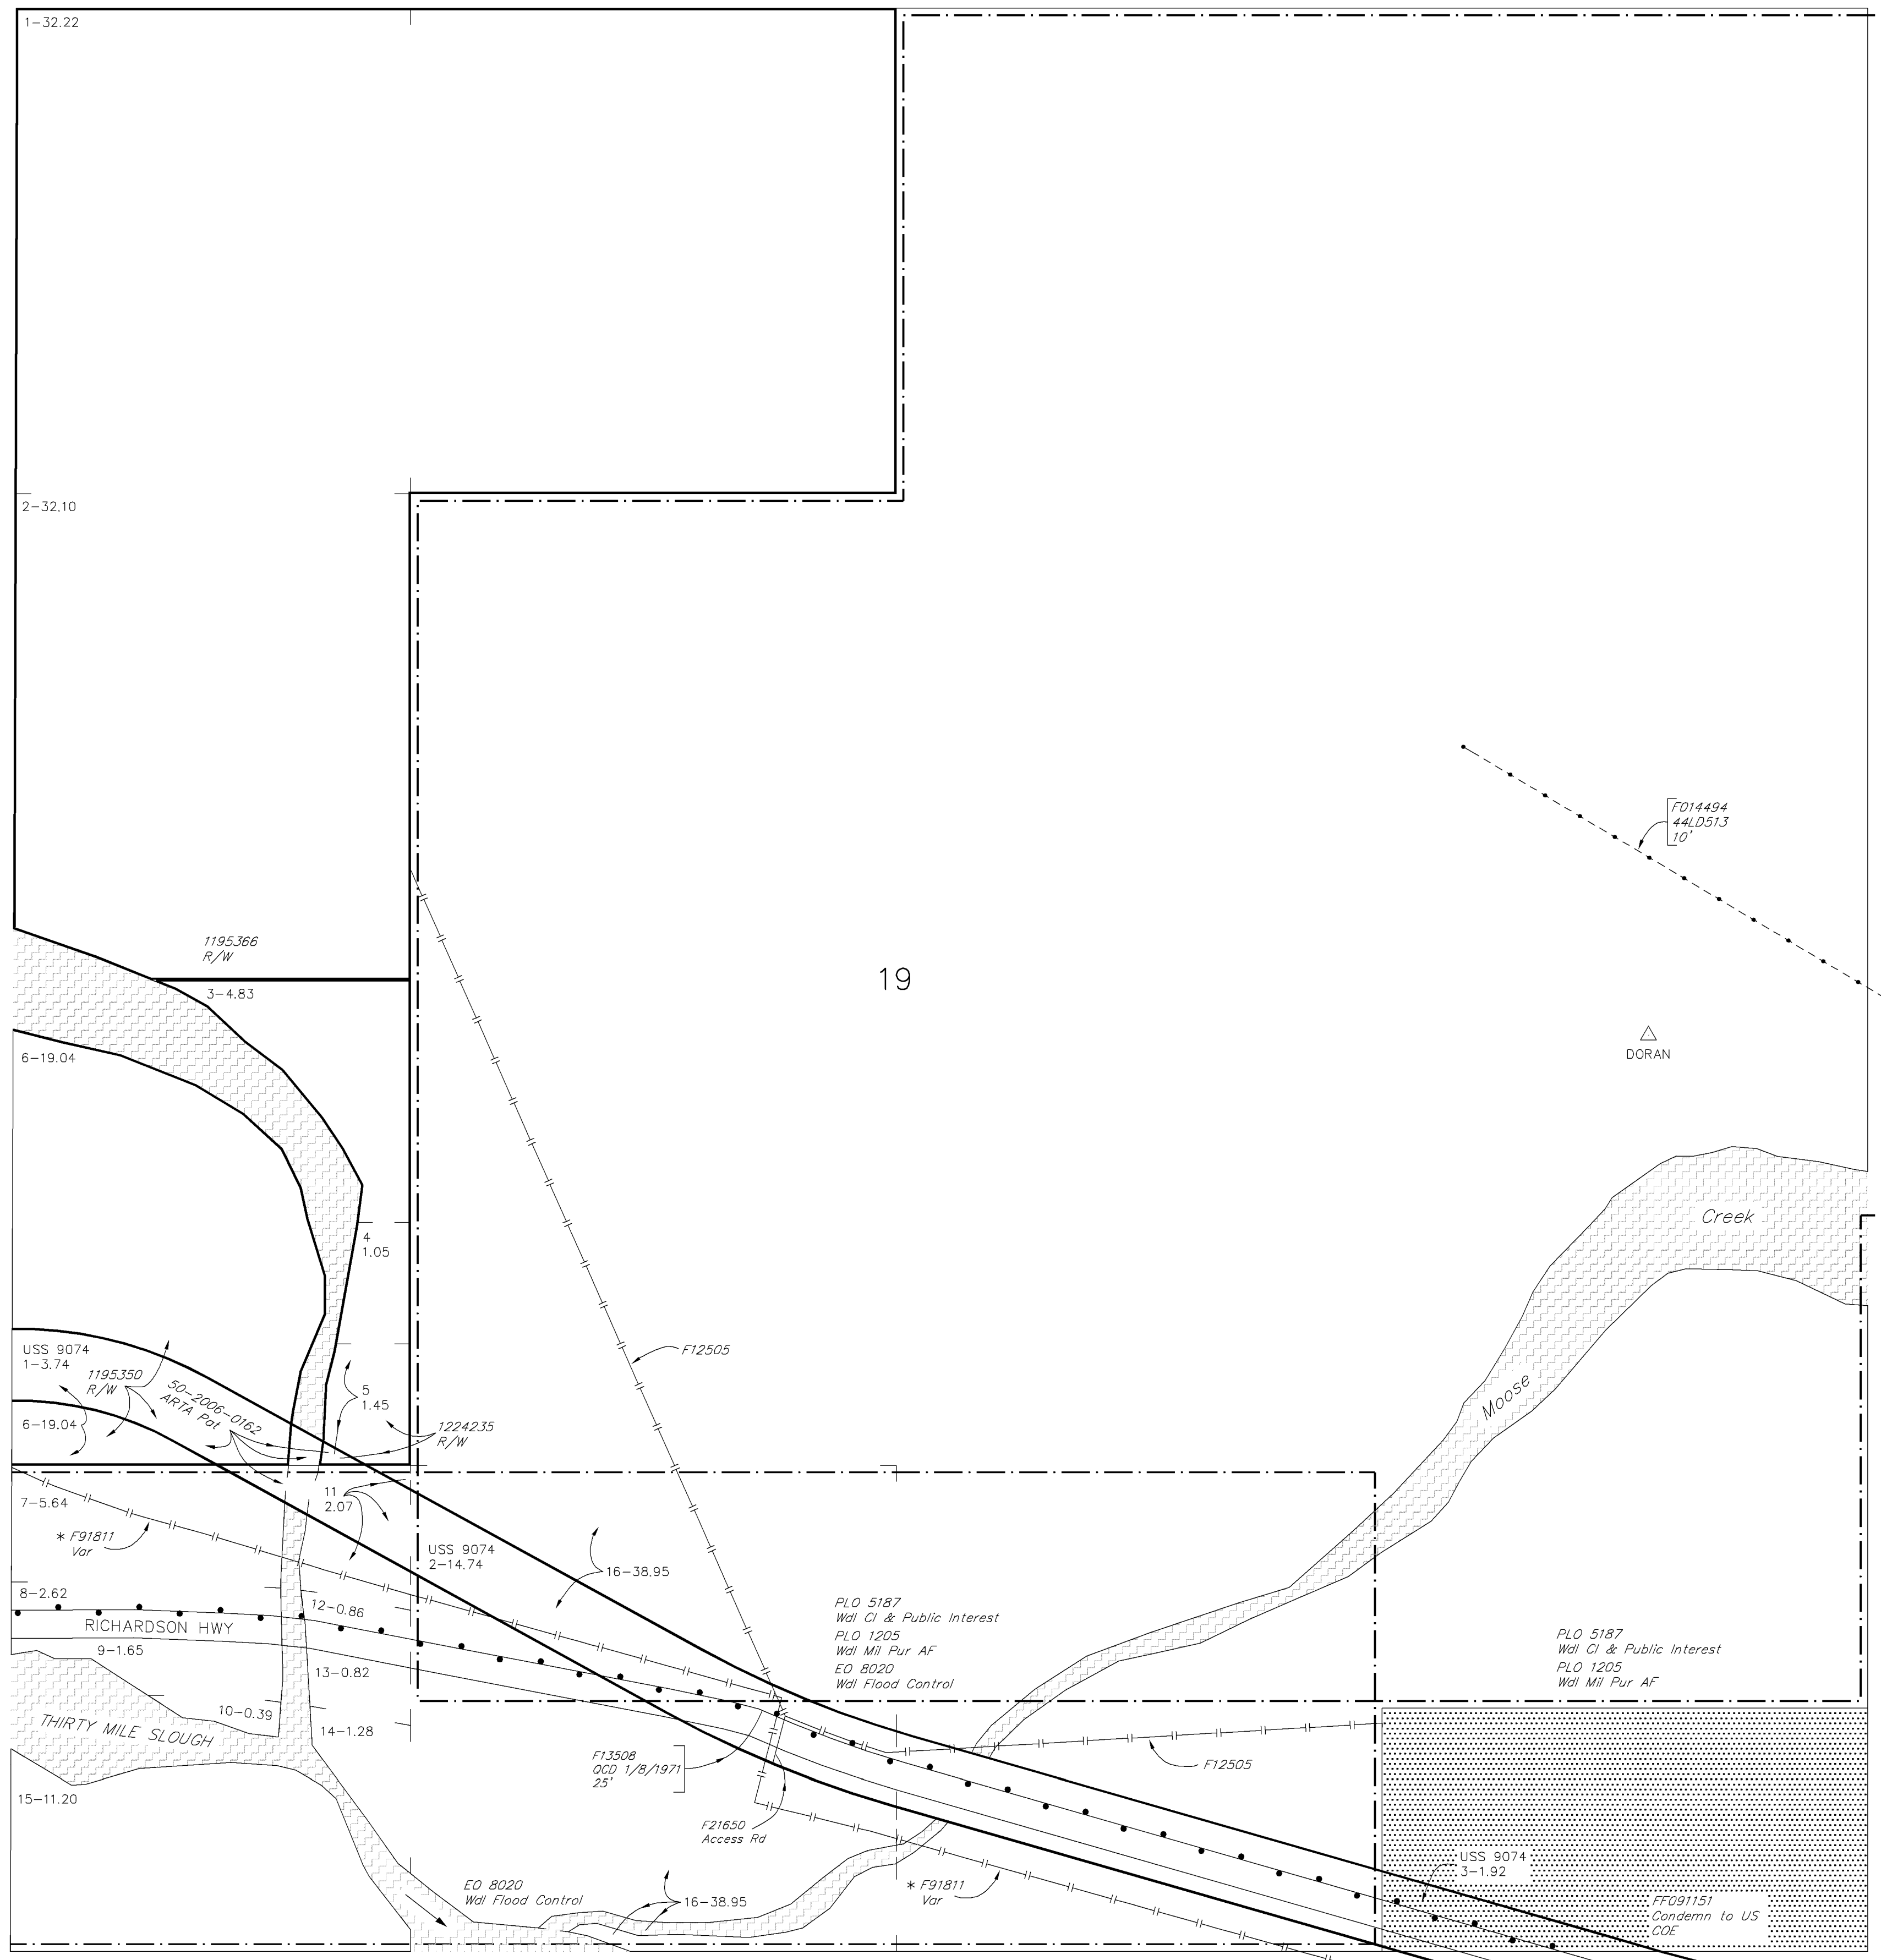 1-32.22
2-32.10
F014494
44LD513
10'
1195366
R/W
19
3-4.83
6-19.04
DORAN
Creek
4
1.05
F12505
USS 9074
1-3.74
1195350
R/W
50-2006-0162
ARTA Pat
5
1.45
Moose
6-19.04
1224235
R/W
7-5.64
11
2.07
* F91811
Var
USS 9074
2-14.74
16-38.95
8-2.62
12-0.86
RICHARDSON HWY
PLO 5187
Wdl Cl & Public Interest
PLO 1205
Wdl Mil Pur AF
EO 8020
Wdl Flood Control
PLO 5187
Wdl Cl & Public Interest
PLO 1205
Wdl Mil Pur AF
9-1.65
13-0.82
10-0.39
THIRTY MILE SLOUGH
14-1.28
F13508
QCD 1/8/1971
25'
F12505
15-11.20
F21650
Access Rd
USS 9074
3-1.92
EO 8020
Wdl Flood Control
16-38.95
* F91811
Var
FF091151
Condemn to US
COE